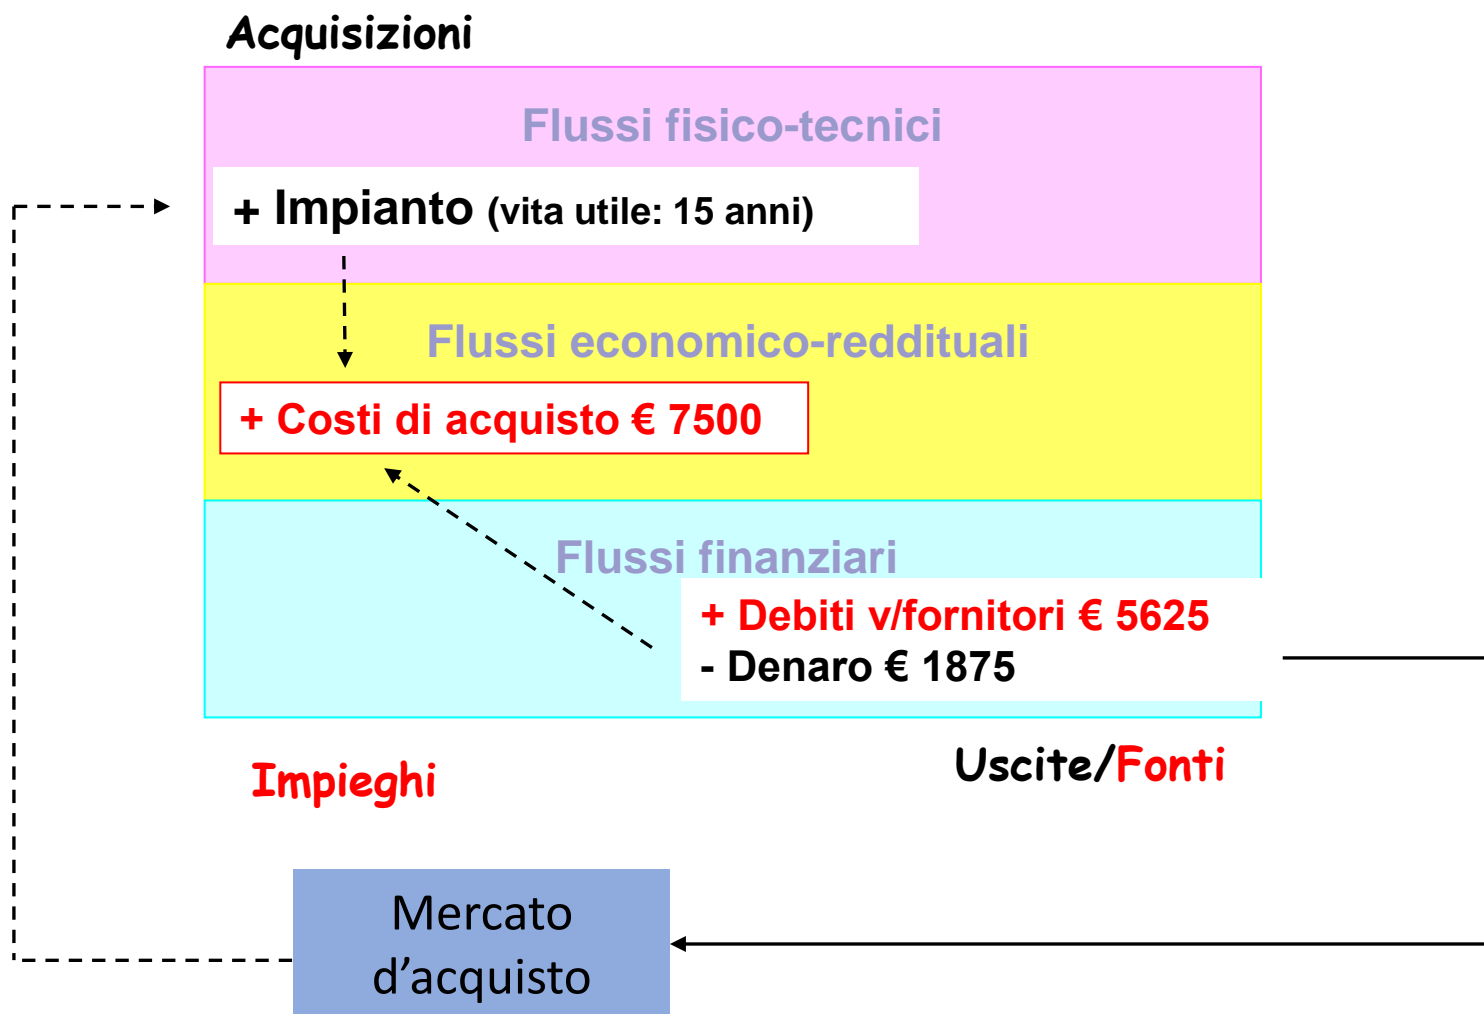 Acquisizioni
Flussi fisico-tecnici
+ Impianto (vita utile: 15 anni)
Flussi economico-reddituali
+ Costi di acquisto € 7500
Flussi finanziari
+ Debiti v/fornitori € 5625
- Denaro € 1875
Uscite/Fonti
Impieghi
Mercato
d’acquisto